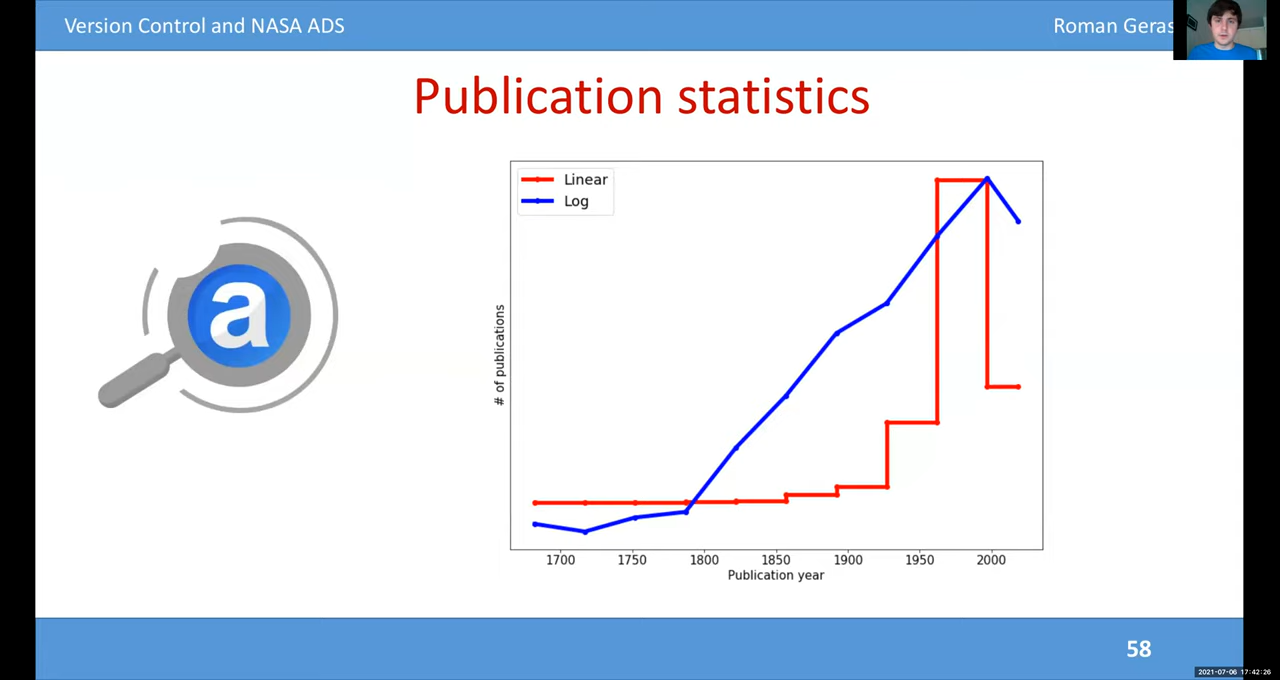 Version Control and NASA ADS
Roman Geras
Publication statistics
a
Linear
Log
# of publications
1700 1750 1800 1850 1900 1950 2000
Publication year
58
2021-07-06 17:42:26